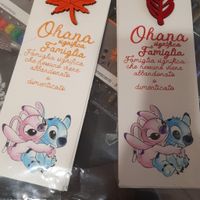 Ohana
significa
Famiglia
Famiglia significa
che nessuno viene
abbandonato
o
dimenticato
Ohana
significa
Famiglia
Famiglia significa
che nessuno viene
abbandonato
o
dimenticato